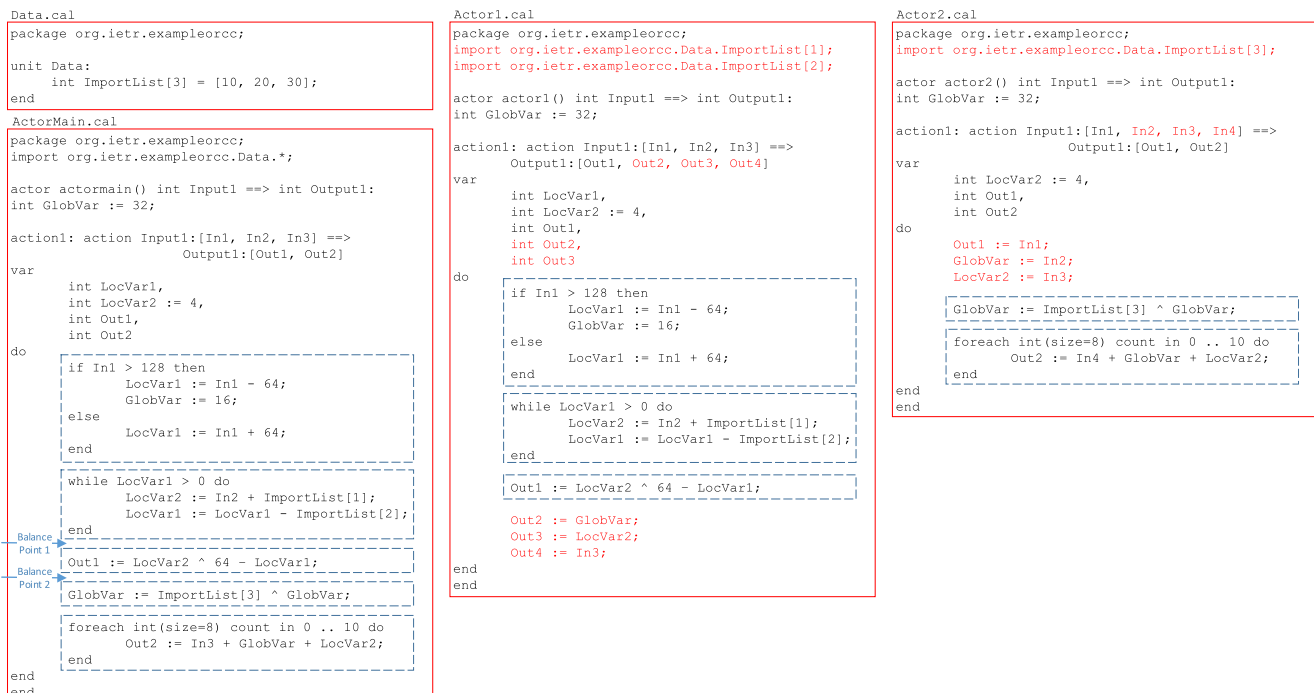 Data.cal
package org.ietr.exampleorcc;
unit Data:
int ImportList[3] = [10, 20, 30];
end
ActorMain.cal
package org.ietr.exampleorcc;
import org.ietr.exampleorcc.Data.*;
actor actormain() int Input1 ==> int Output1:
int GlobVar := 32;
action1: action Input1:[In1, In2, In3] ==>
Output1:[Out1, Out2]
var
int LocVar1,
int LocVar2 := 4,
int Out1,
int Out2
do
if In1 > 128 then
LocVar1 := In1 - 64;
GlobVar := 16;
else
LocVar1 := In1 + 64;
end
while LocVar1 > 0 do
LocVar2 := In2 + ImportList[1];
LocVar1 := LocVar1 - ImportList[2];
end
Balance
Point 1
Out1 := LocVar2 ^ 64 - LocVar1;
Balance
Point 2
GlobVar := ImportList[3] ^ GlobVar;
foreach int(size=8) count in 0 .. 10 do
Out2 := In3 + GlobVar + LocVar2;
end
end
end
Actor1.cal
package org.ietr.exampleorcc;
import org.ietr.exampleorcc.Data.ImportList[1];
import org.ietr.exampleorcc.Data.ImportList[2];
actor actor1() int Input1 ==> int Output1:
int GlobVar := 32;
action1: action Input1:[In1, In2, In3] ==>
Output1:[Out1, Out2, Out3, Out4]
var
int LocVar1,
int LocVar2 := 4,
int Out1,
int Out2,
int Out3
do
if In1 > 128 then
LocVar1 := In1 - 64;
GlobVar := 16;
else
LocVar1 := In1 + 64;
end
while LocVar1 > 0 do
LocVar2 := In2 + ImportList[1];
LocVar1 := LocVar1 - ImportList[2];
end
Out1 := LocVar2 ^ 64 - LocVar1;
Out2 := GlobVar;
Out3 := LocVar2;
Out4 := In3;
end
end
Actor2.cal
package org.ietr.exampleorcc;
import org.ietr.exampleorcc.Data.ImportList[3];
actor actor2() int Input1 ==> int Output1:
int GlobVar := 32;
action1: action Input1:[In1, In2, In3, In4] ==>
Output1:[Out1, Out2]
var
int LocVar2 := 4,
int Out1,
int Out2
do
Out1 := In1;
GlobVar := In2;
LocVar2 := In3;
GlobVar := ImportList[3] ^ GlobVar;
foreach int(size=8) count in 0 .. 10 do
Out2 := In4 + GlobVar + LocVar2;
end
end
end